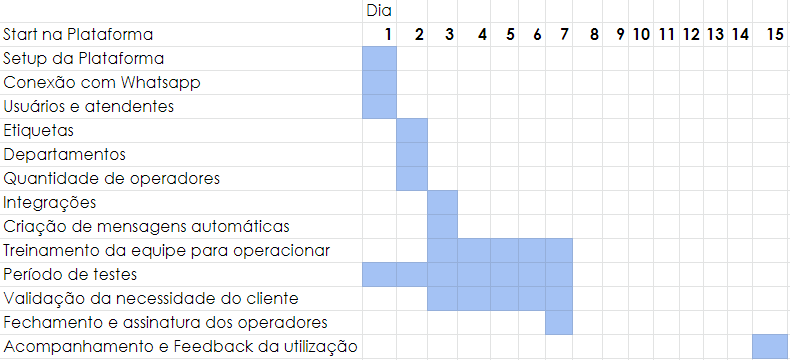 Dia
Start na Plataforma 1 2 3 4 5 6 7 8 9 10 11 12 13 14 15
Setup da Plataforma
Conexão com Whatsapp
Usuários e atendentes
Etiquetas
Departamentos
Quantidade de operadores
Integrações
Criação de mensagens automáticas
Treinamento da equipe para operacionar
Período de testes
Validação da necessidade do cliente
Fechamento e assinatura dos operadores
Acompanhamento e Feedback da utilização